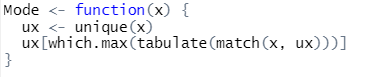 Mode <- function(x) {
  ux <- unique(x)
  ux[which.max(tabulate(match(x, ux)))]
}